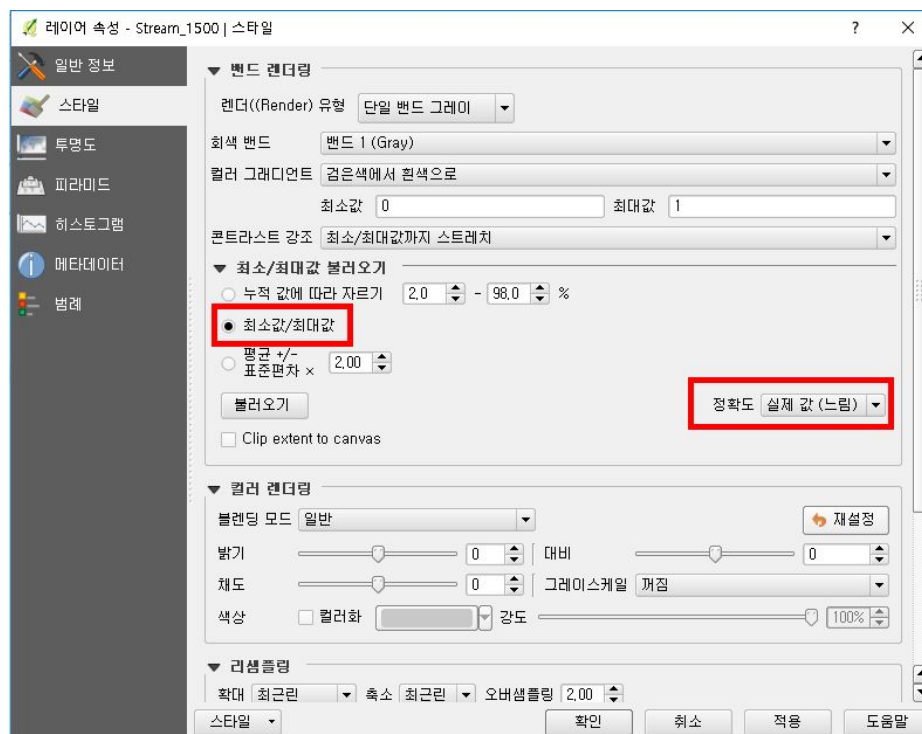 레이어 속성 - Stream_1500 | 스타일 ? ×
일반 정보
스타일
투명도
피라미드
히스토그램
메타데이터
범례
밴드 렌더링
렌더((Render) 유형 단일 밴드 그레이
회색 밴드 밴드 1 (Gray)
컬러 그래디언트 검은색에서 흰색으로
최소값 0 최대값 1
콘트라스트 강조 최소/최대값까지 스트레치
최소/최대값 불러오기
누적 값에 따라 자르기 2,0 - 98,0 %
최소값/최대값
평균 +/-
표준편차 × 2,00
불러오기 정확도 실제 값 (느림)
Clip extent to canvas
컬러 렌더링
블렌딩 모드 일반 재설정
밝기 0 대비 0
채도 0 그레이스케일 꺼짐
색상 컬러화 강도 100%
리샘플링
확대 최근린 축소 최근린 오버샘플링 2,00
스타일 확인 취소 적용 도움말